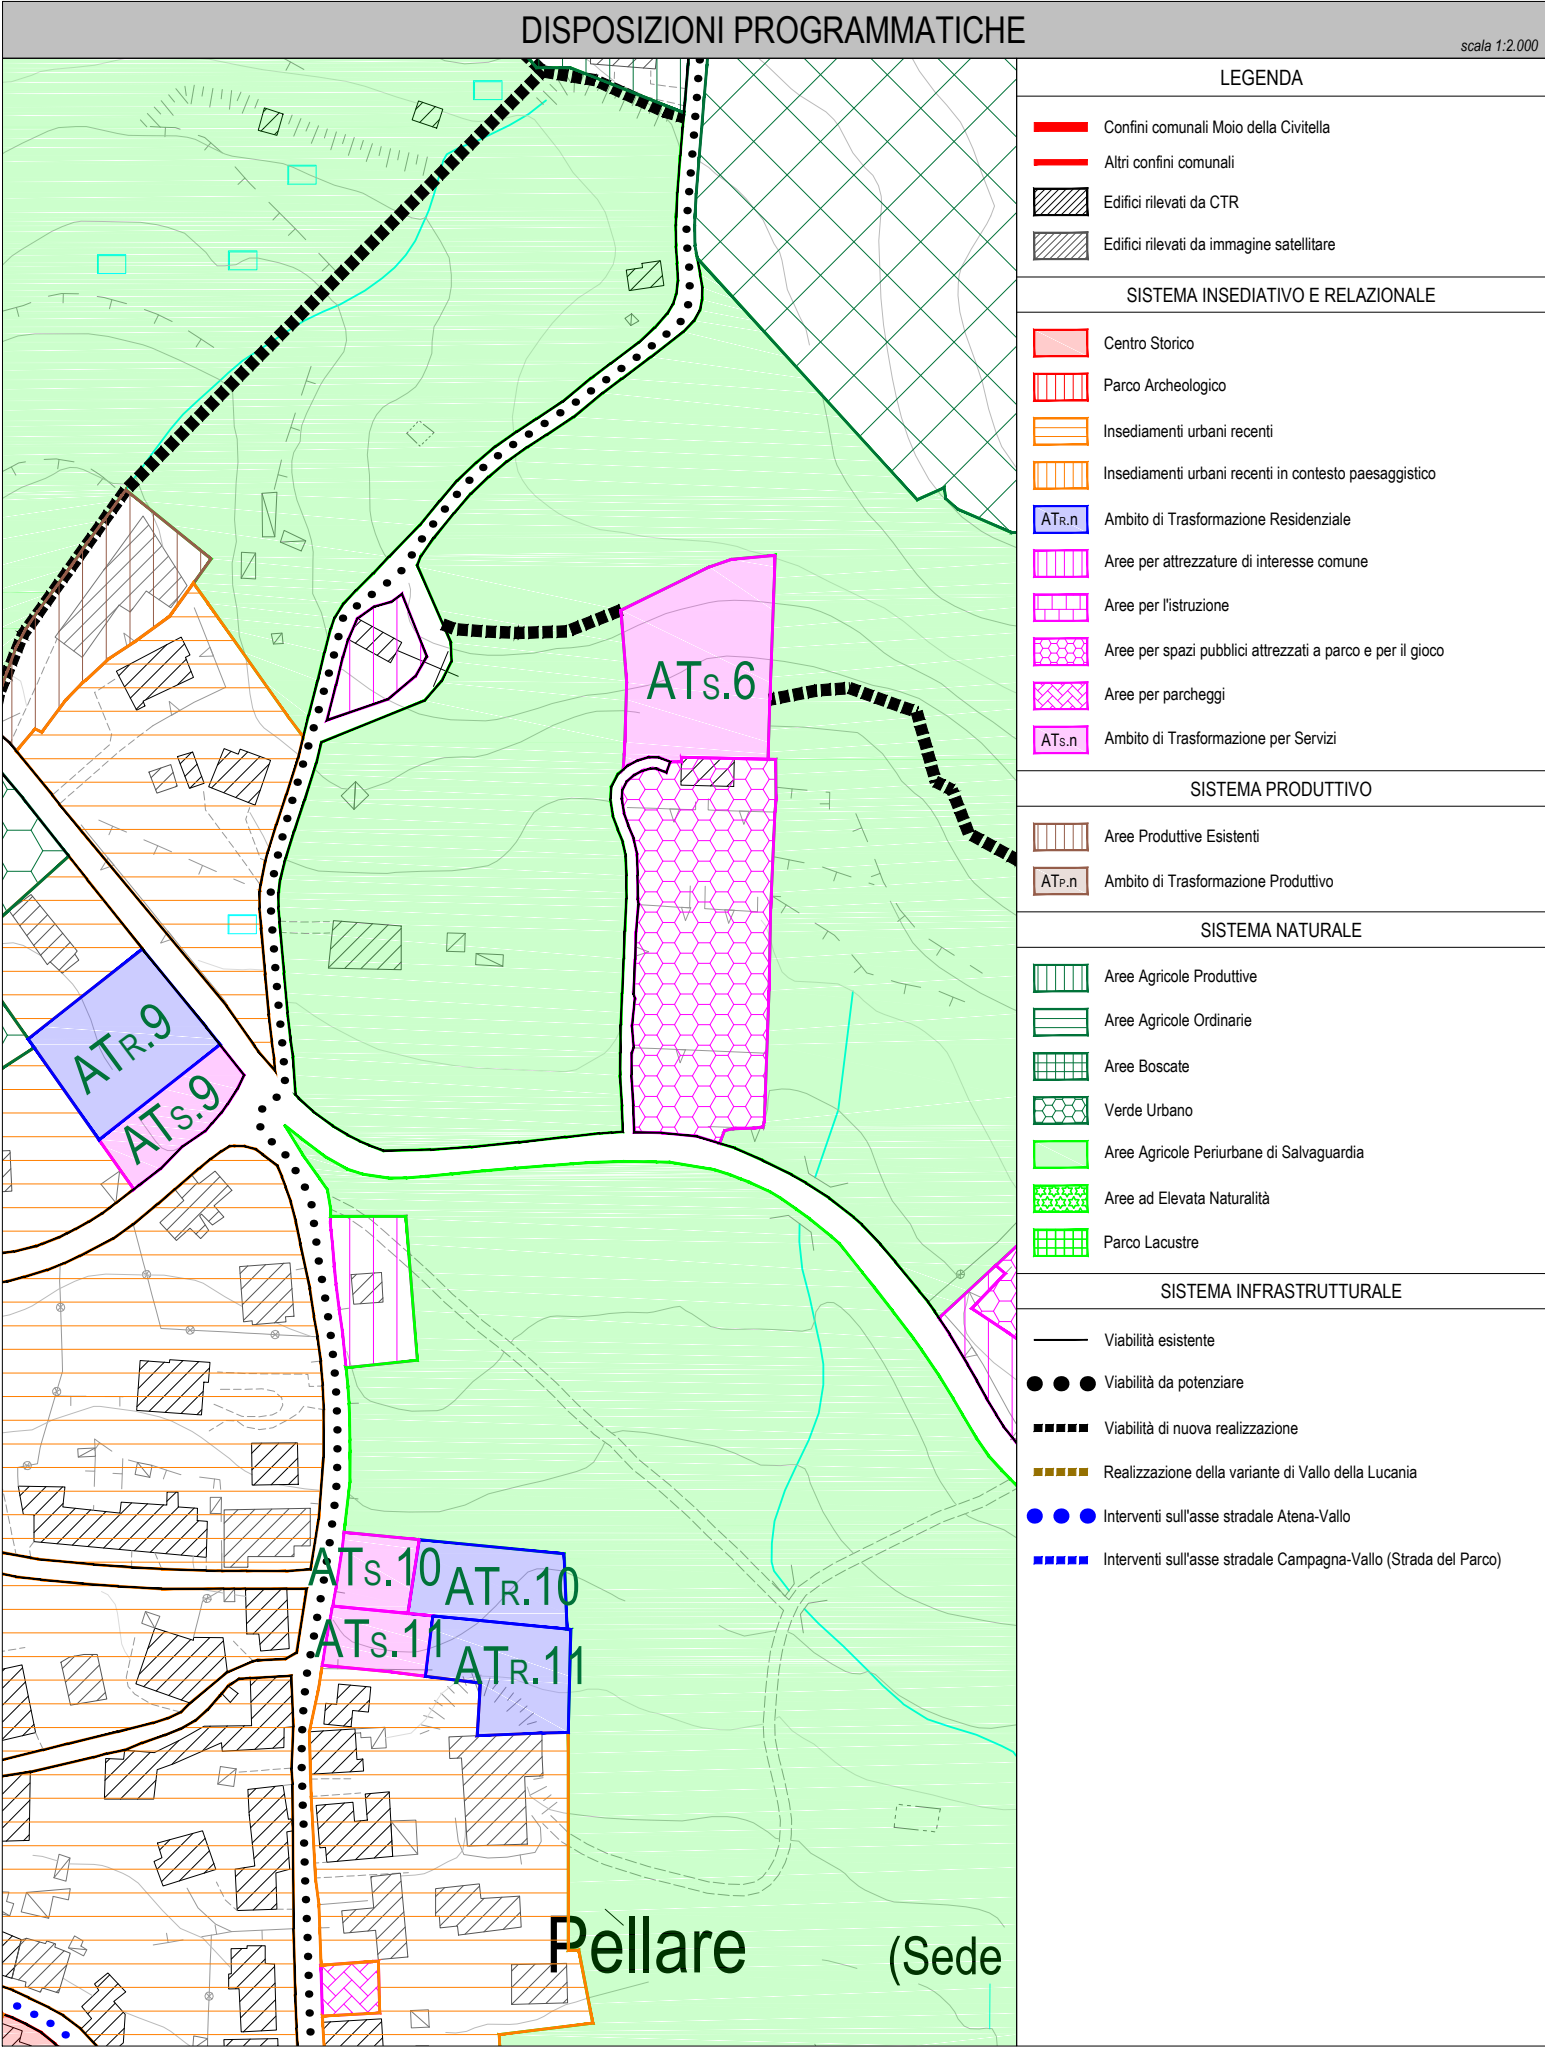 DISPOSIZIONI PROGRAMMATICHE
scala 1:2.000
LEGENDA
Confini comunali Moio della Civitella
Altri confini comunali
Edifici rilevati da CTR
Edifici rilevati da immagine satellitare
SISTEMA INSEDIATIVO E RELAZIONALE
Centro Storico
Parco Archeologico
Insediamenti urbani recenti
Insediamenti urbani recenti in contesto paesaggistico
ATR.n Ambito di Trasformazione Residenziale
Aree per attrezzature di interesse comune
Aree per l'istruzione
Aree per spazi pubblici attrezzati a parco e per il gioco
Aree per parcheggi
ATS.n Ambito di Trasformazione per Servizi
SISTEMA PRODUTTIVO
Aree Produttive Esistenti
ATP.n Ambito di Trasformazione Produttivo
SISTEMA NATURALE
Aree Agricole Produttive
Aree Agricole Ordinarie
Aree Boscate
Verde Urbano
Aree Agricole Periurbane di Salvaguardia
Aree ad Elevata Naturalità
Parco Lacustre
SISTEMA INFRASTRUTTURALE
Viabilità esistente
Viabilità da potenziare
Viabilità di nuova realizzazione
Realizzazione della variante di Vallo della Lucania
Interventi sull'asse stradale Atena-Vallo
Interventi sull'asse stradale Campagna-Vallo (Strada del Parco)
ATS.6
ATR.9
ATS.9
ATS.10
ATR.10
ATS.11
ATR.11
Pellare (Sede